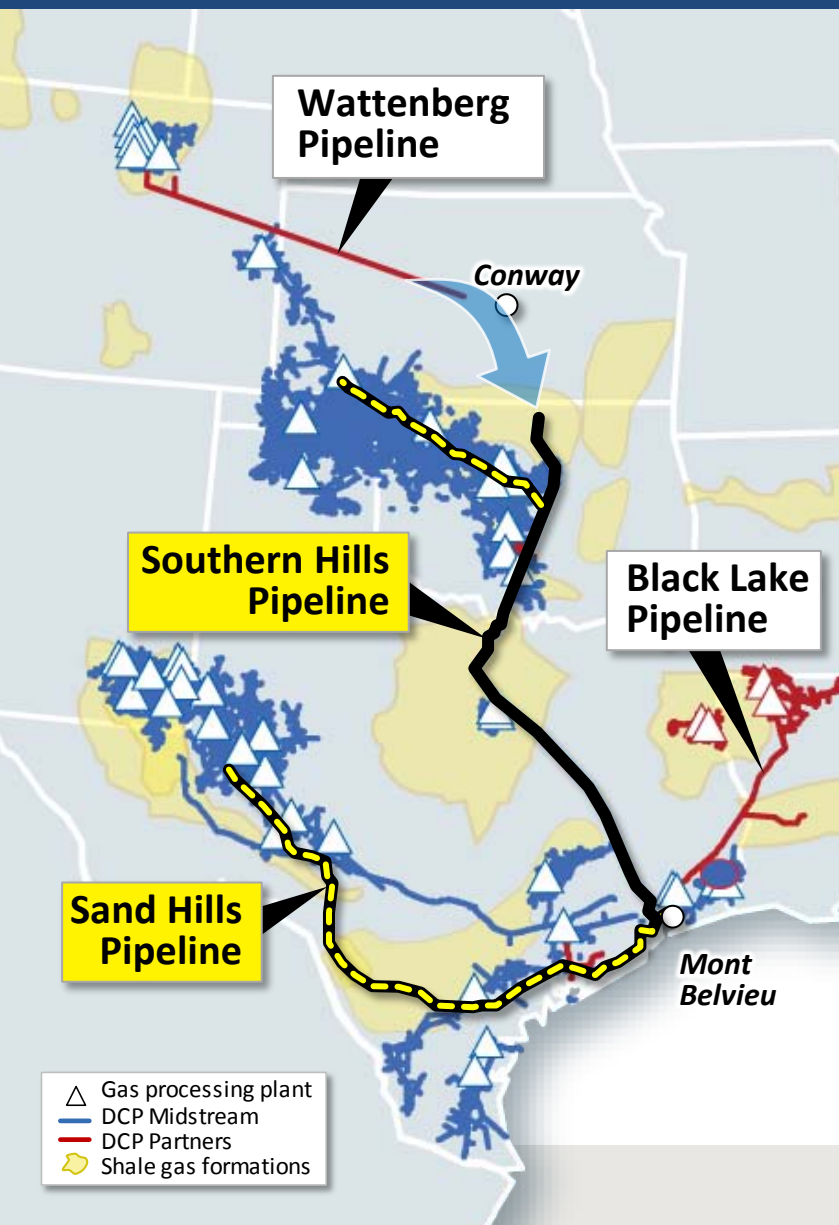 Wattenberg
Pipeline
Conway
Southern Hills
Pipeline
Black Lake
Pipeline
Sand Hills
Pipeline
Mont
Belvieu
Gas processing plant
DCP Midstream
DCP Partners
Shale gas formations